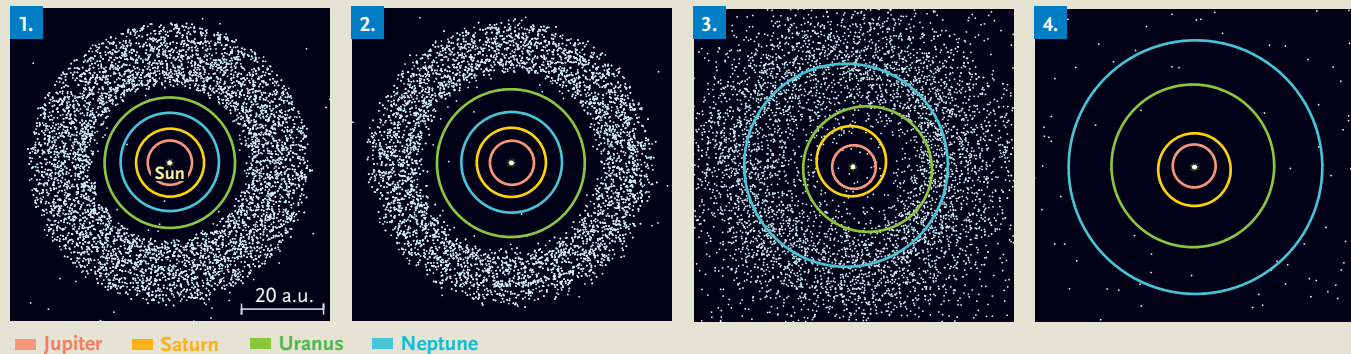 1.
2.
3.
4.
Sun
20 a.u.
Jupiter Saturn Uranus Neptune